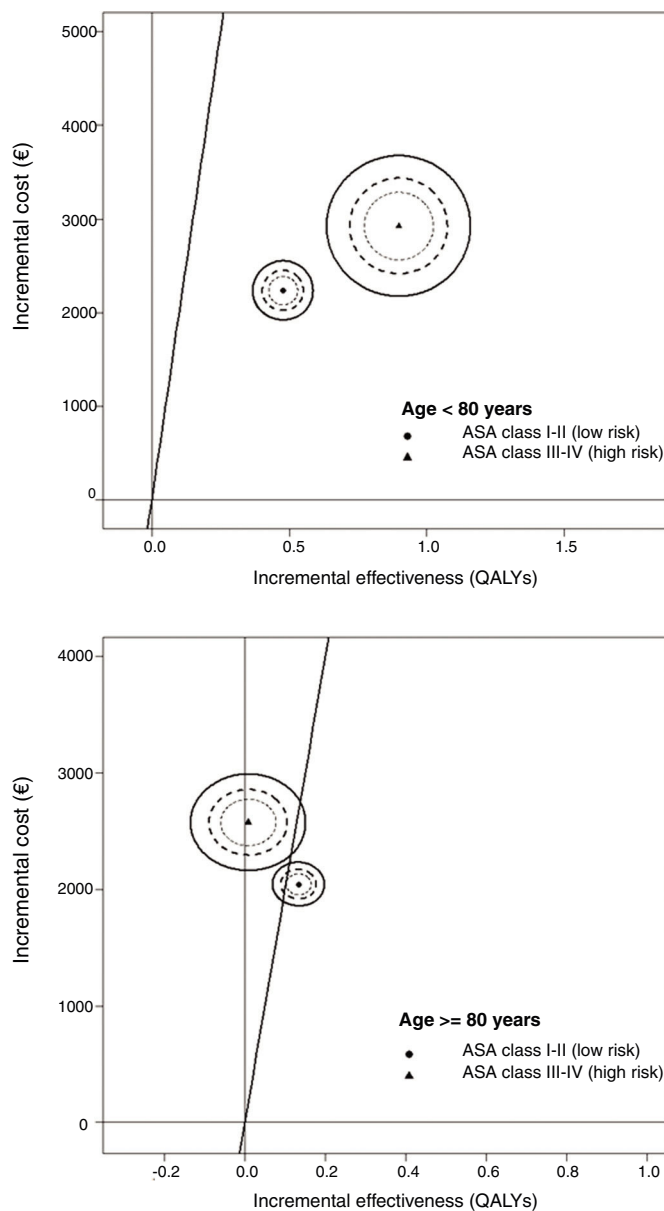 5000
4000
3000
2000
1000
0
Incremental cost (€)
Age < 80 years
ASA class I-II (low risk)
ASA class III-IV (high risk)
0.0 0.5 1.0 1.5
Incremental effectiveness (QALYs)
4000
3000
2000
1000
0
Incremental cost (€)
Age >= 80 years
ASA class I-II (low risk)
ASA class III-IV (high risk)
-0.2 0.0 0.2 0.4 0.6 0.8 1.0
Incremental effectiveness (QALYs)